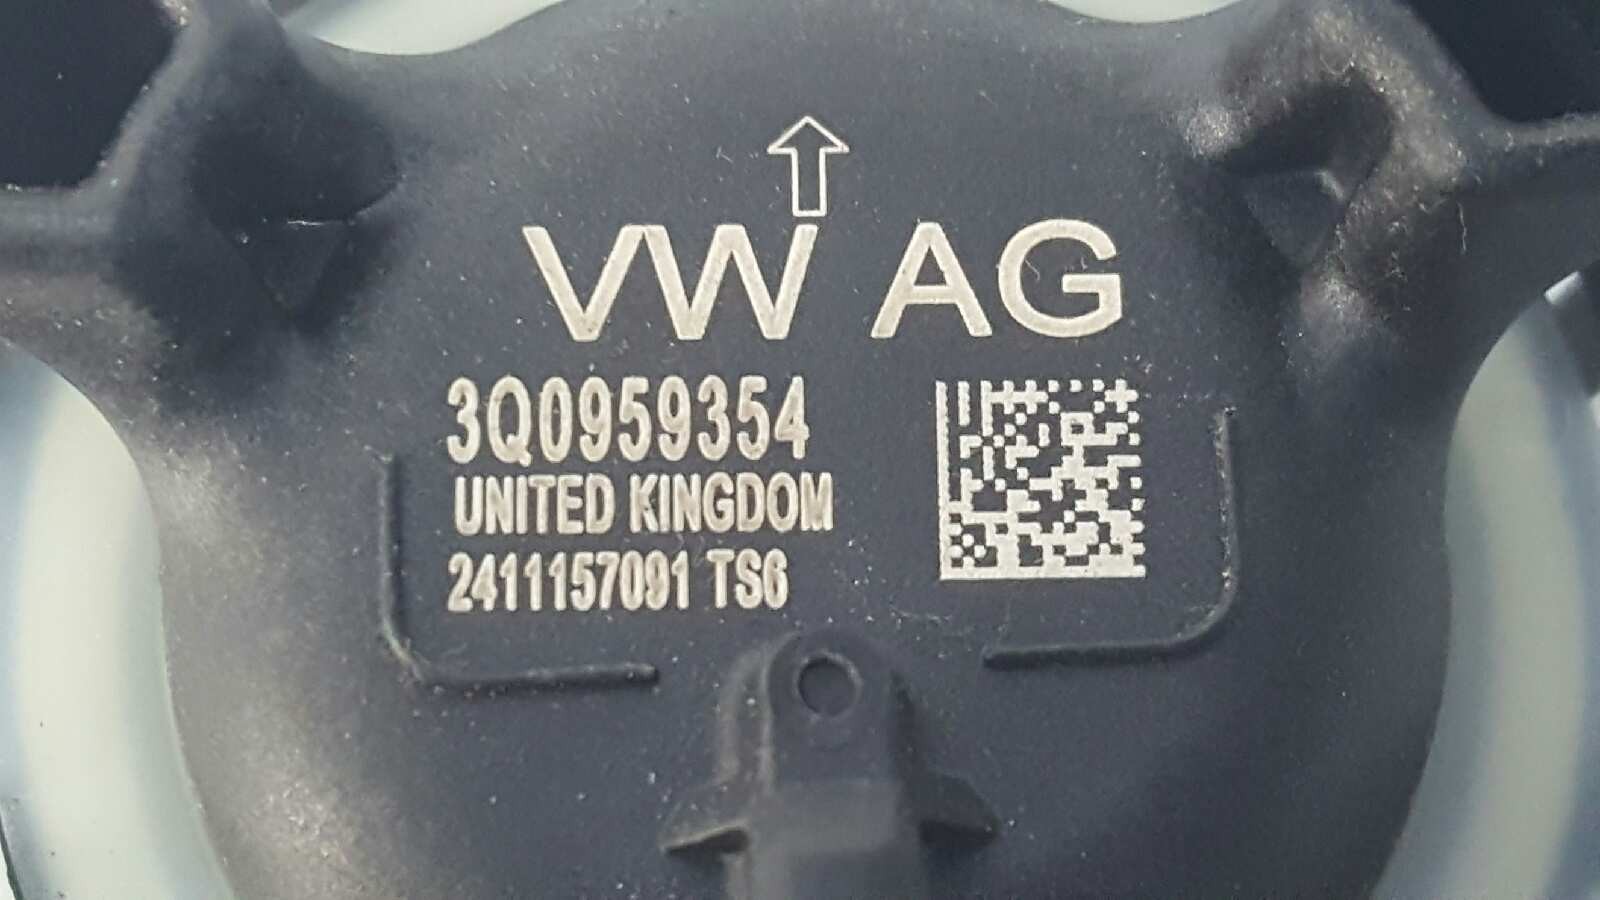 VW AG
3Q0959354
UNITED KINGDOM
2411157091 TS6